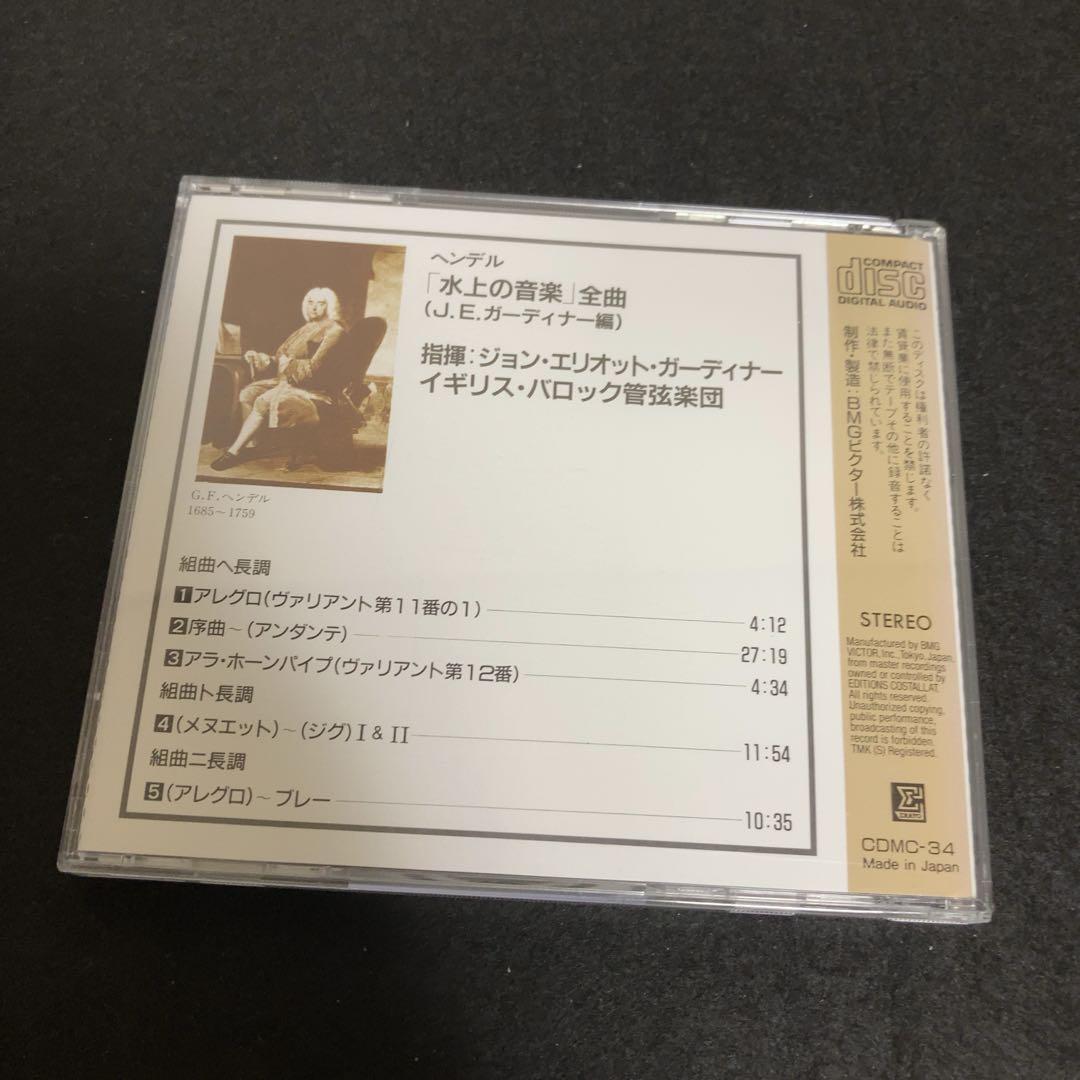 ヘンデル
「水上の音楽」全曲
(J.E.ガーディナー編)
指揮:ジョン・エリオット・ガーディナー
イギリス・バロック管弦楽団
G.F.ヘンデル
1685〜1759
組曲ヘ長調
1 アレグロ(ヴァリアント第11番の1) 4:12
2 序曲〜(アンダンテ) 27:19
3 アラ・ホーンパイプ(ヴァリアント第12番) 4:34
組曲ト長調
4 (メヌエット)〜(ジグ)I & II 11:54
組曲ニ長調
5 (アレグロ)〜ブレー 10:35
COMPACT
disc
DIGITAL AUDIO
このディスクは権利者の許諾なく
賃貸業に使用することを禁じます。
また無断でテープその他に録音することは
法律で禁じられています。
制作・製造:BMGビクター株式会社
STEREO
Manufactured by BMG
VICTOR, Inc., Tokyo, Japan,
from master recordings
owned or controlled by
EDITIONS COSTALLAT.
All rights reserved.
Unauthorized copying,
public performance,
broadcasting of this
record is forbidden.
TMK (S) Registered.
ERATO
CDMC-34
Made in Japan